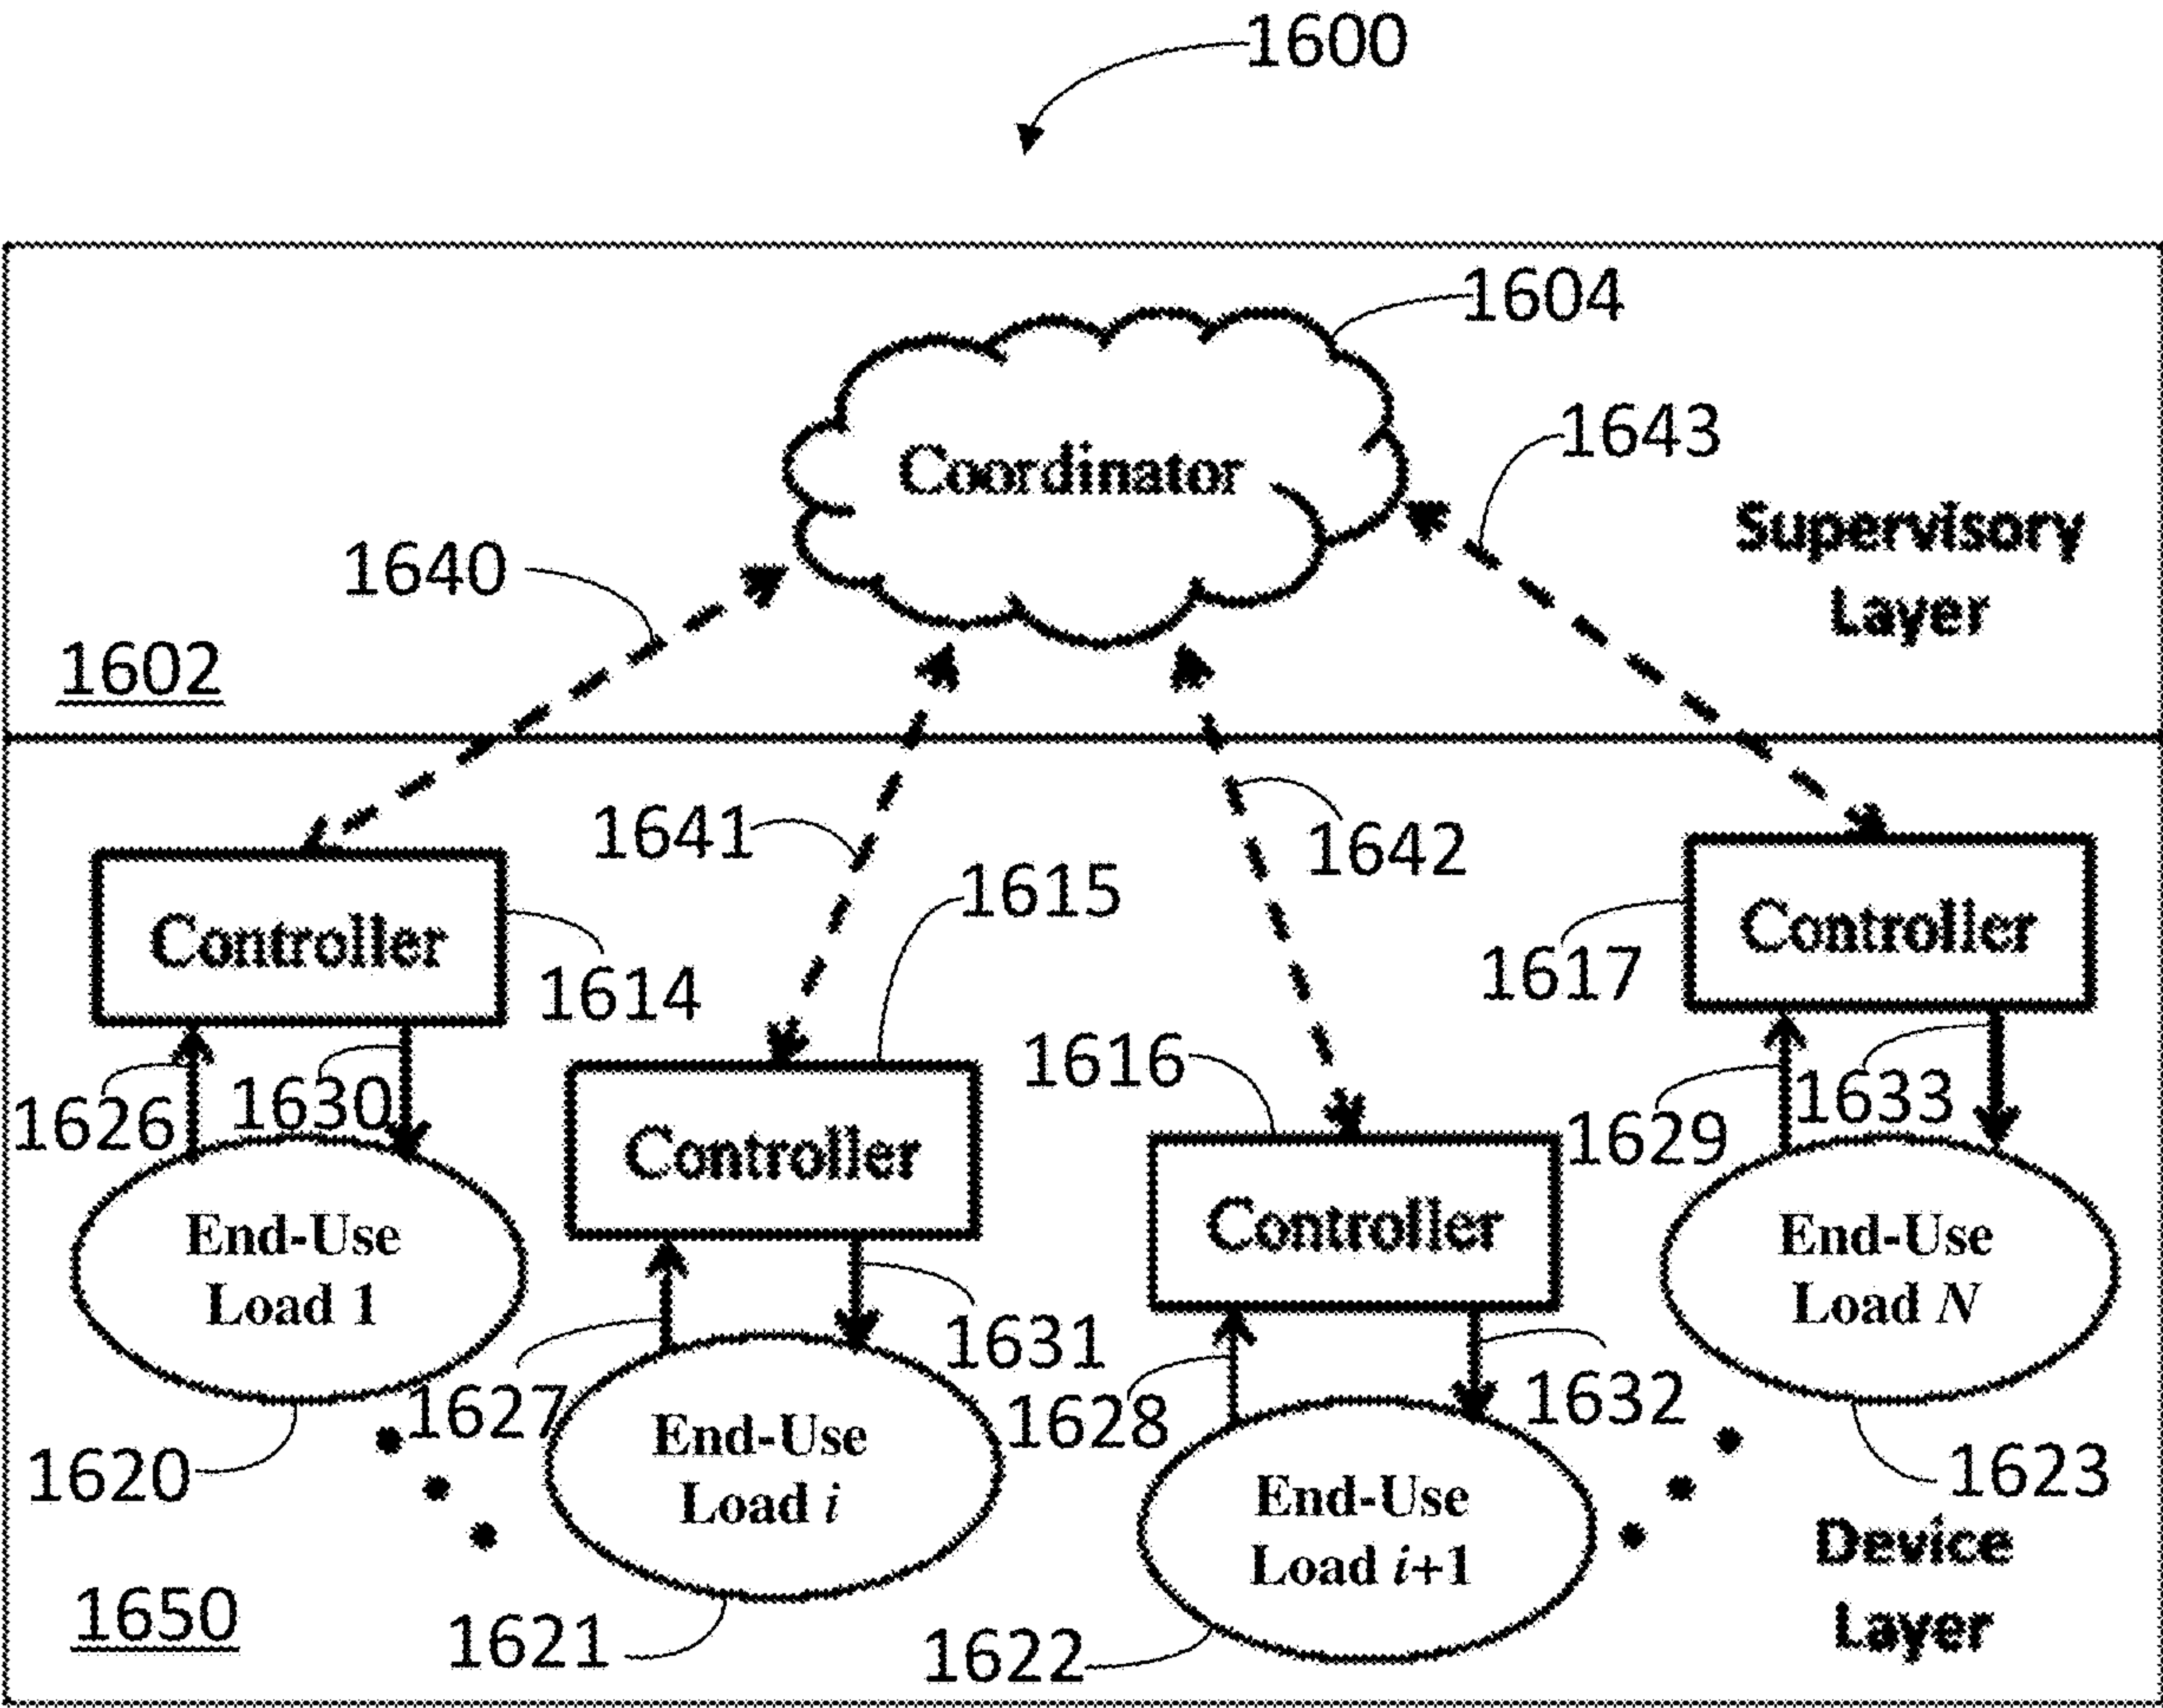 1600
1604
Coordinator
1643
Supervisory
Layer
1640
1602
1641
1642
1615
Controller
1614
Controller
1617
1616
1626
1630
Controller
1629
1633
Controller
End-Use
Load 1
End-Use
Load N
1631
1627
1628
1632
1620
End-Use
Load i
End-Use
Load i+1
1623
Device
Layer
1650
1621
1622